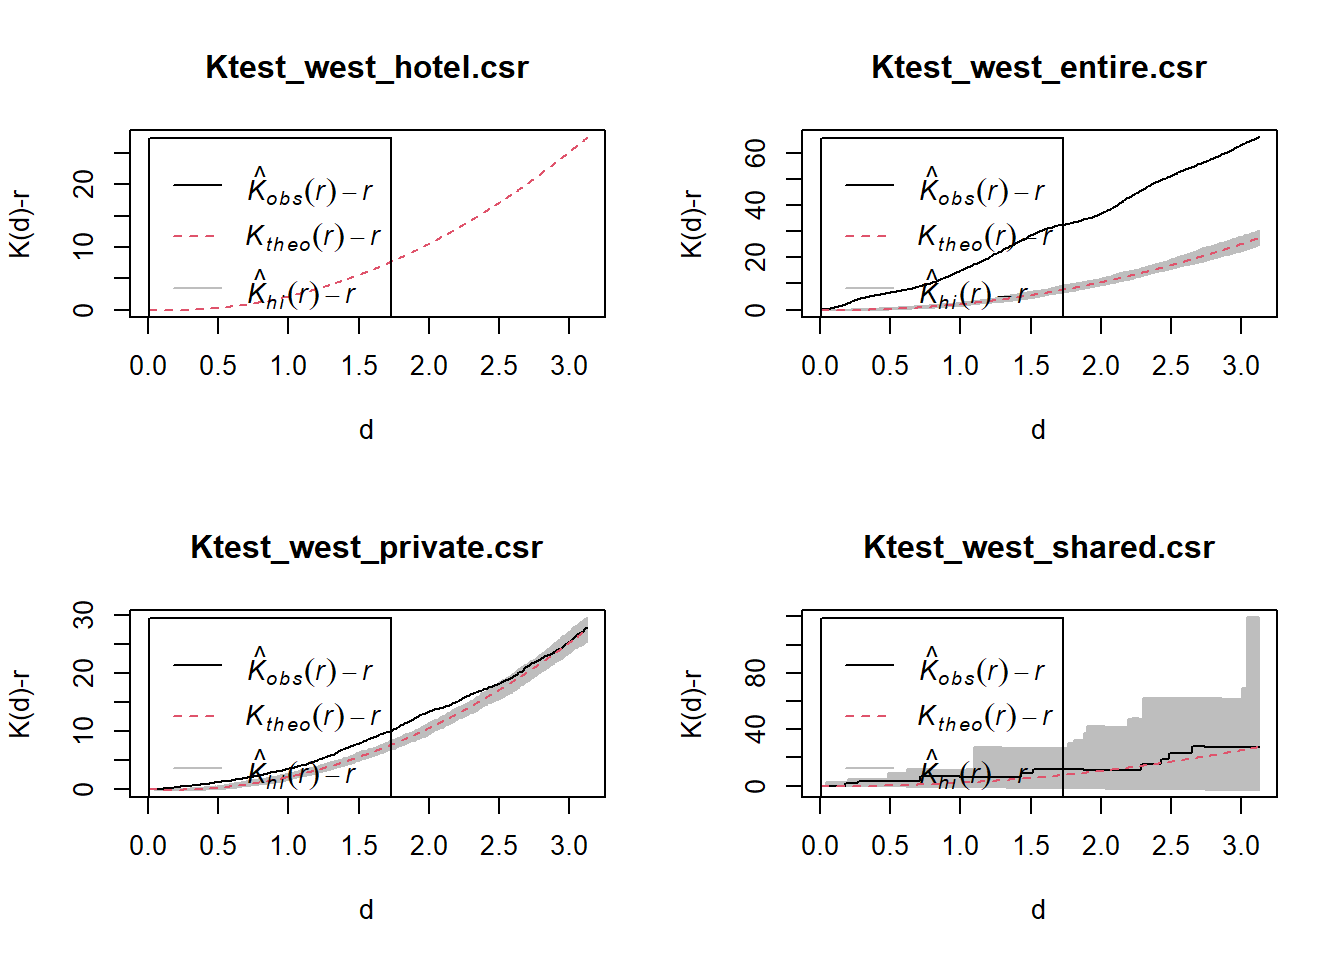 Ktest_west_hotel.csr
K(d)-r
0 10 20
K̂obs(r) – r
Ktheo(r) – r
K̂hi(r) – r
0.0 0.5 1.0 1.5 2.0 2.5 3.0
d
Ktest_west_entire.csr
K(d)-r
0 20 40 60
K̂obs(r) – r
Ktheo(r) – r
K̂hi(r) – r
0.0 0.5 1.0 1.5 2.0 2.5 3.0
d
Ktest_west_private.csr
K(d)-r
0 10 20 30
K̂obs(r) – r
Ktheo(r) – r
K̂hi(r) – r
0.0 0.5 1.0 1.5 2.0 2.5 3.0
d
Ktest_west_shared.csr
K(d)-r
0 40 80
K̂obs(r) – r
Ktheo(r) – r
K̂hi(r) – r
0.0 0.5 1.0 1.5 2.0 2.5 3.0
d